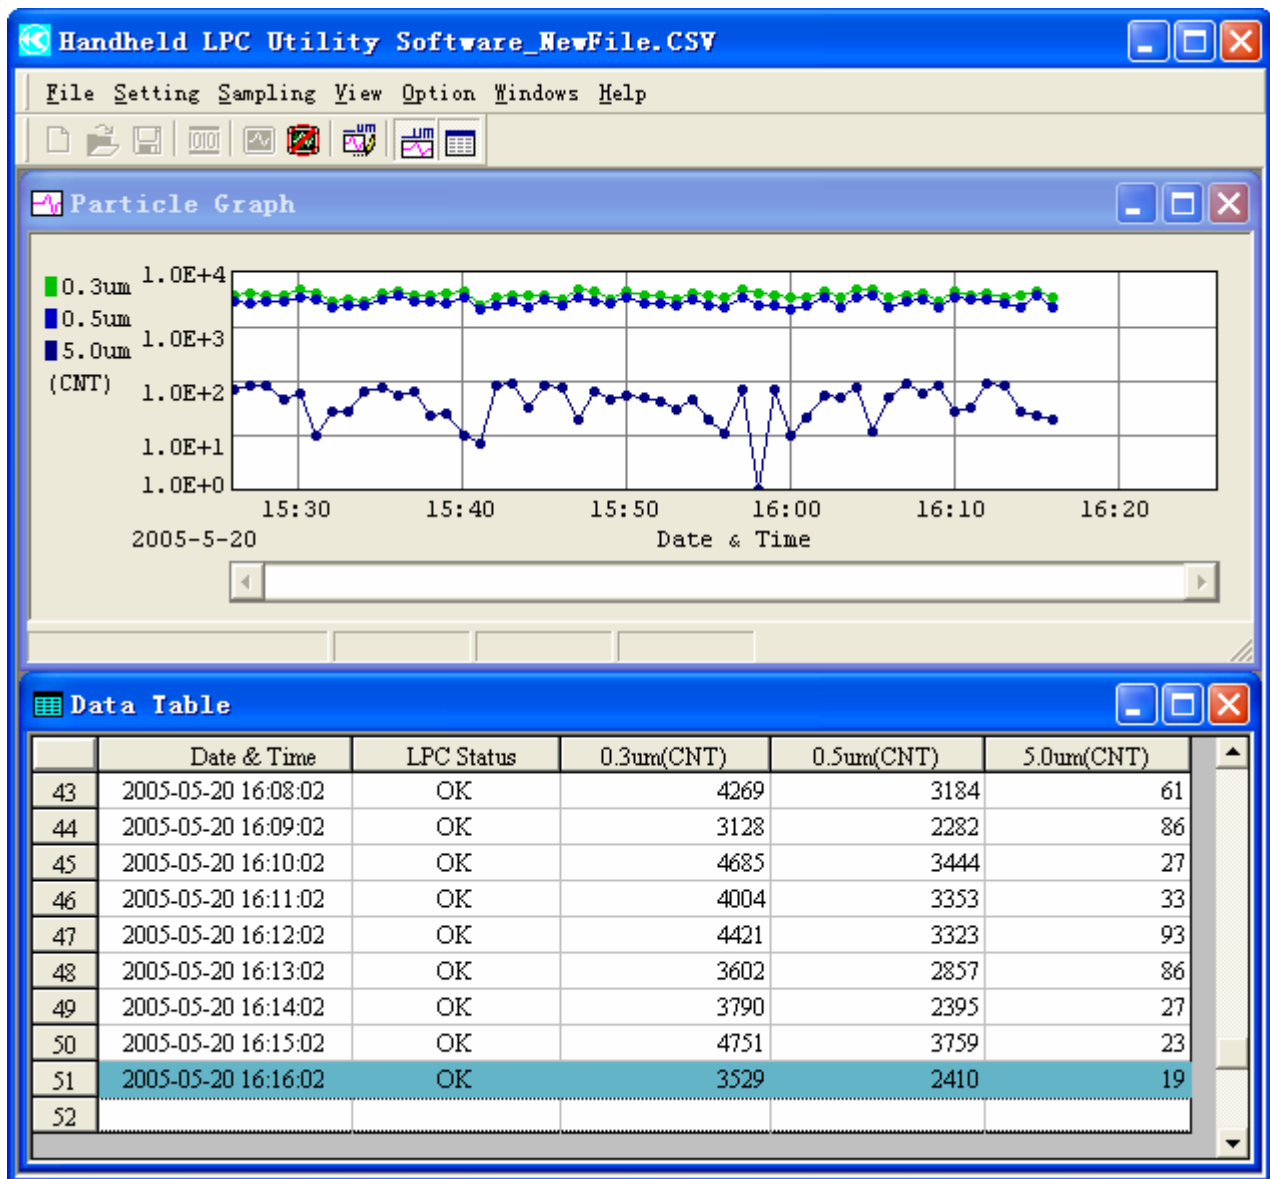 Handheld LPC Utility Software_NewFile.CSV
File Setting Sampling View Option Windows Help
0101 um um
Particle Graph
0.3um
0.5um
5.0um
(CNT)
1.0E+4
1.0E+3
1.0E+2
1.0E+1
1.0E+0
15:30 15:40 15:50 16:00 16:10 16:20
2005-5-20 Date & Time
Data Table
Date & Time LPC Status 0.3um(CNT) 0.5um(CNT) 5.0um(CNT)
43 2005-05-20 16:08:02 OK 4269 3184 61
44 2005-05-20 16:09:02 OK 3128 2282 86
45 2005-05-20 16:10:02 OK 4685 3444 27
46 2005-05-20 16:11:02 OK 4004 3353 33
47 2005-05-20 16:12:02 OK 4421 3323 93
48 2005-05-20 16:13:02 OK 3602 2857 86
49 2005-05-20 16:14:02 OK 3790 2395 27
50 2005-05-20 16:15:02 OK 4751 3759 23
51 2005-05-20 16:16:02 OK 3529 2410 19
52